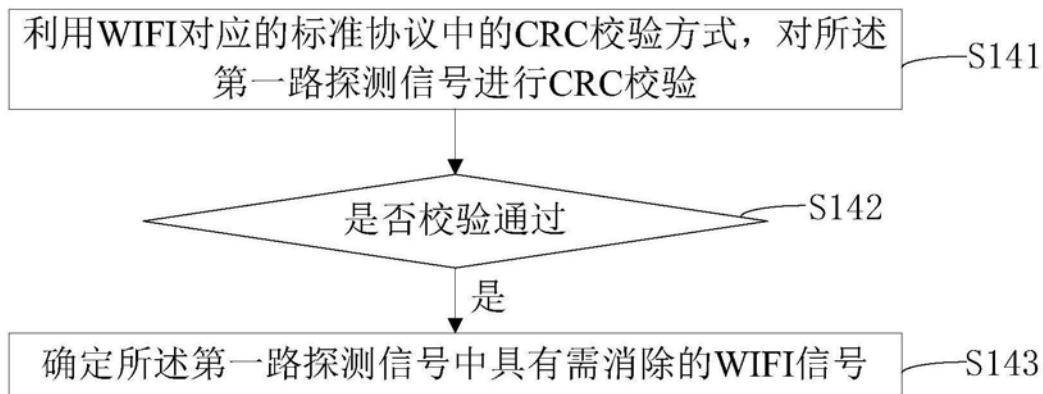 利用WIFI对应的标准协议中的CRC校验方式，对所述
第一路探测信号进行CRC校验
S141
是否校验通过
S142
是
确定所述第一路探测信号中具有需消除的WIFI信号
S143